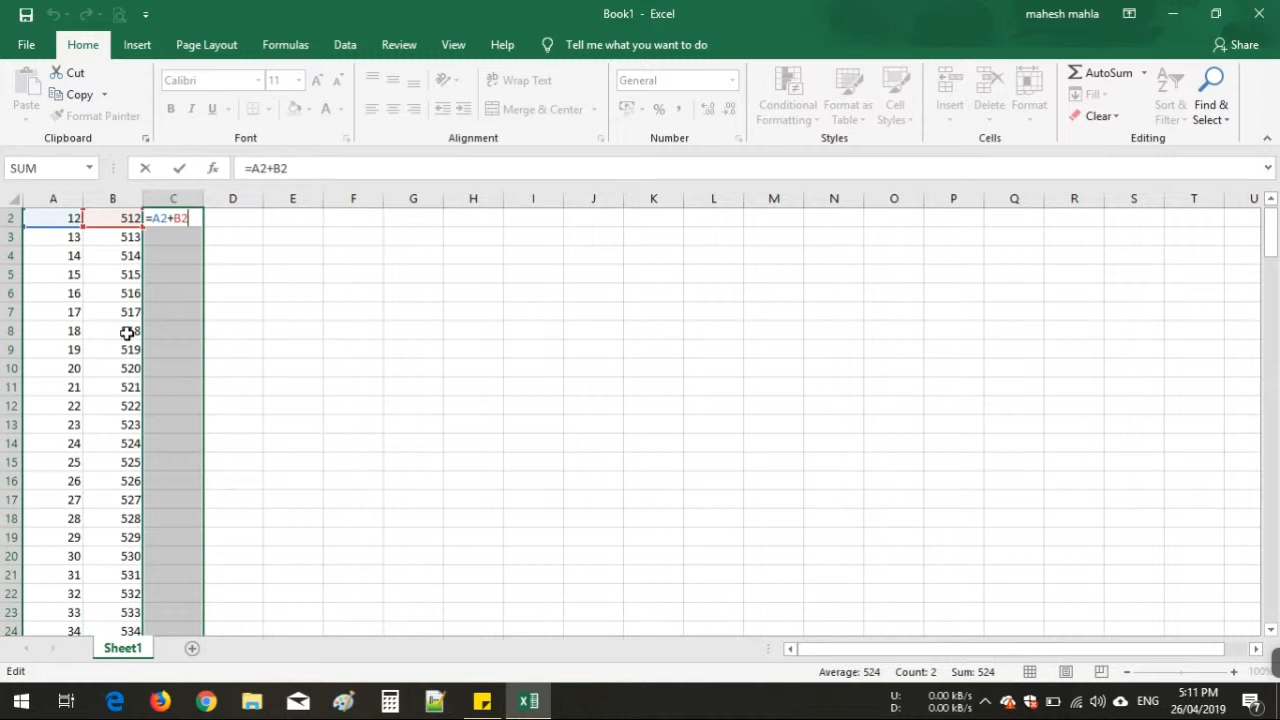 Book1 - Excel
mahesh mahla
File Home Insert Page Layout Formulas Data Review View Help Tell me what you want to do Share
Paste
Cut
Copy
Format Painter
Clipboard
Calibri 11
B I U A
Font
Wrap Text
Merge & Center
Alignment
General
%
Number
Conditional Formatting
Format as Table
Cell Styles
Styles
Insert Delete Format
Cells
AutoSum
Fill
Clear
Sort & Filter
Find & Select
Editing
SUM fx =A2+B2
A B C D E F G H I J K L M N O P Q R S T U
2 12 512 =A2+B2
3 13 513
4 14 514
5 15 515
6 16 516
7 17 517
8 18 8
9 19 519
10 20 520
11 21 521
12 22 522
13 23 523
14 24 524
15 25 525
16 26 526
17 27 527
18 28 528
19 29 529
20 30 530
21 31 531
22 32 532
23 33 533
24 34 534
Sheet1
Edit Average: 524 Count: 2 Sum: 524 100%
U: 0.00 kB/s
D: 0.00 kB/s
ENG
5:11 PM
26/04/2019
7